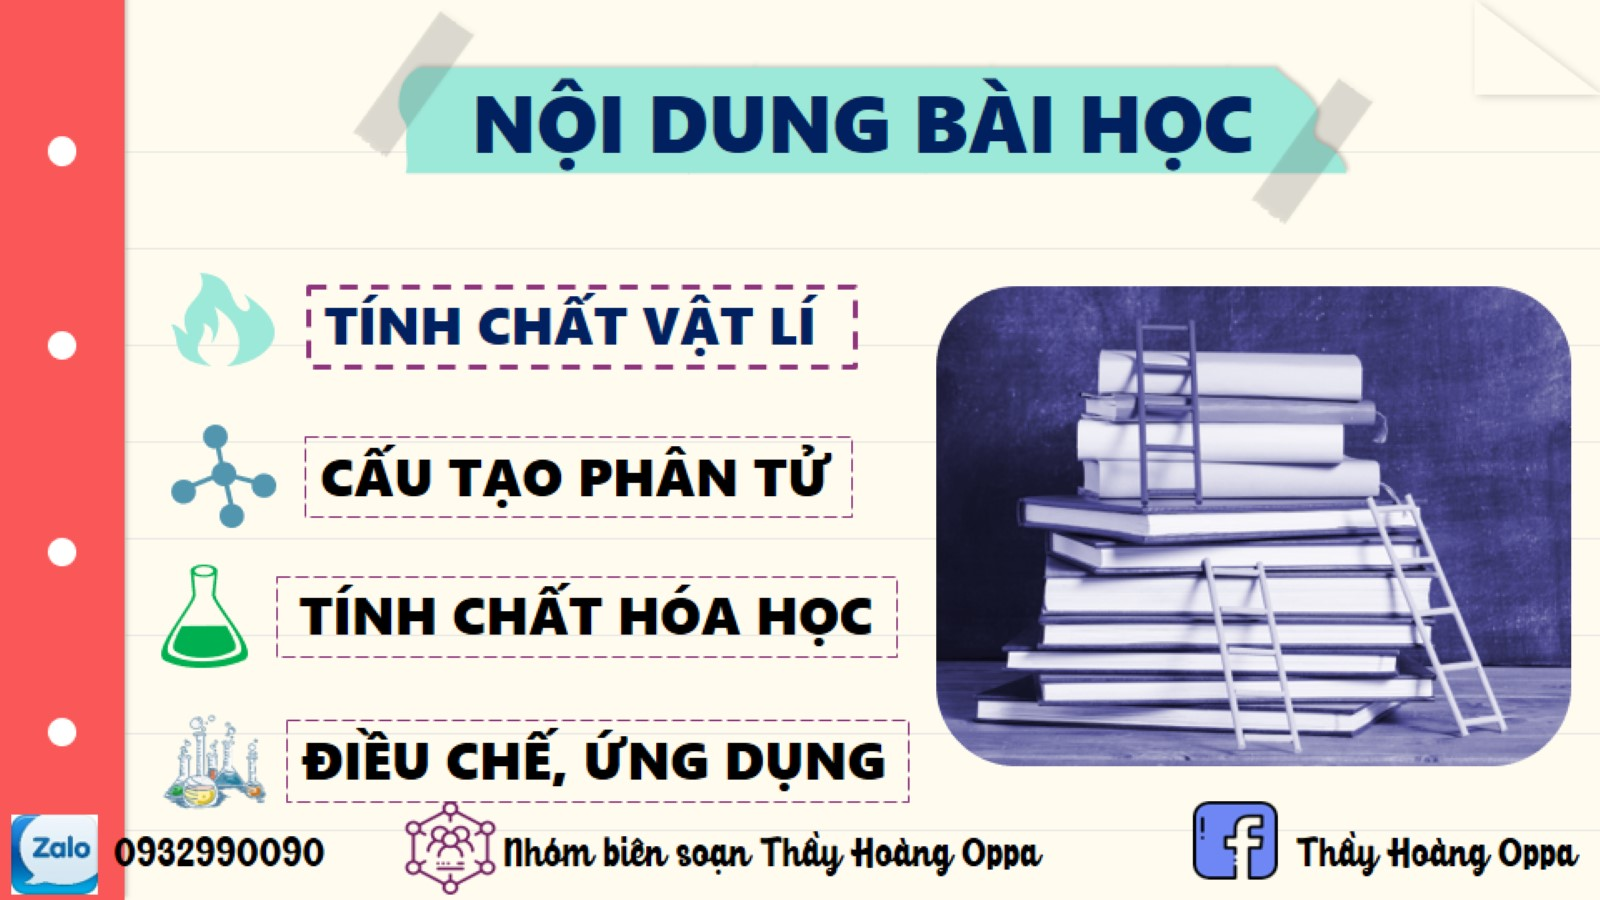 NỘI DUNG BÀI HỌC
TÍNH CHẤT VẬT LÍ
CẤU TẠO PHÂN TỬ
TÍNH CHẤT HÓA HỌC
ĐIỀU CHẾ, ỨNG DỤNG
Zalo 0932990090 Nhóm biên soạn Thầy Hoàng Oppa Thầy Hoàng Oppa